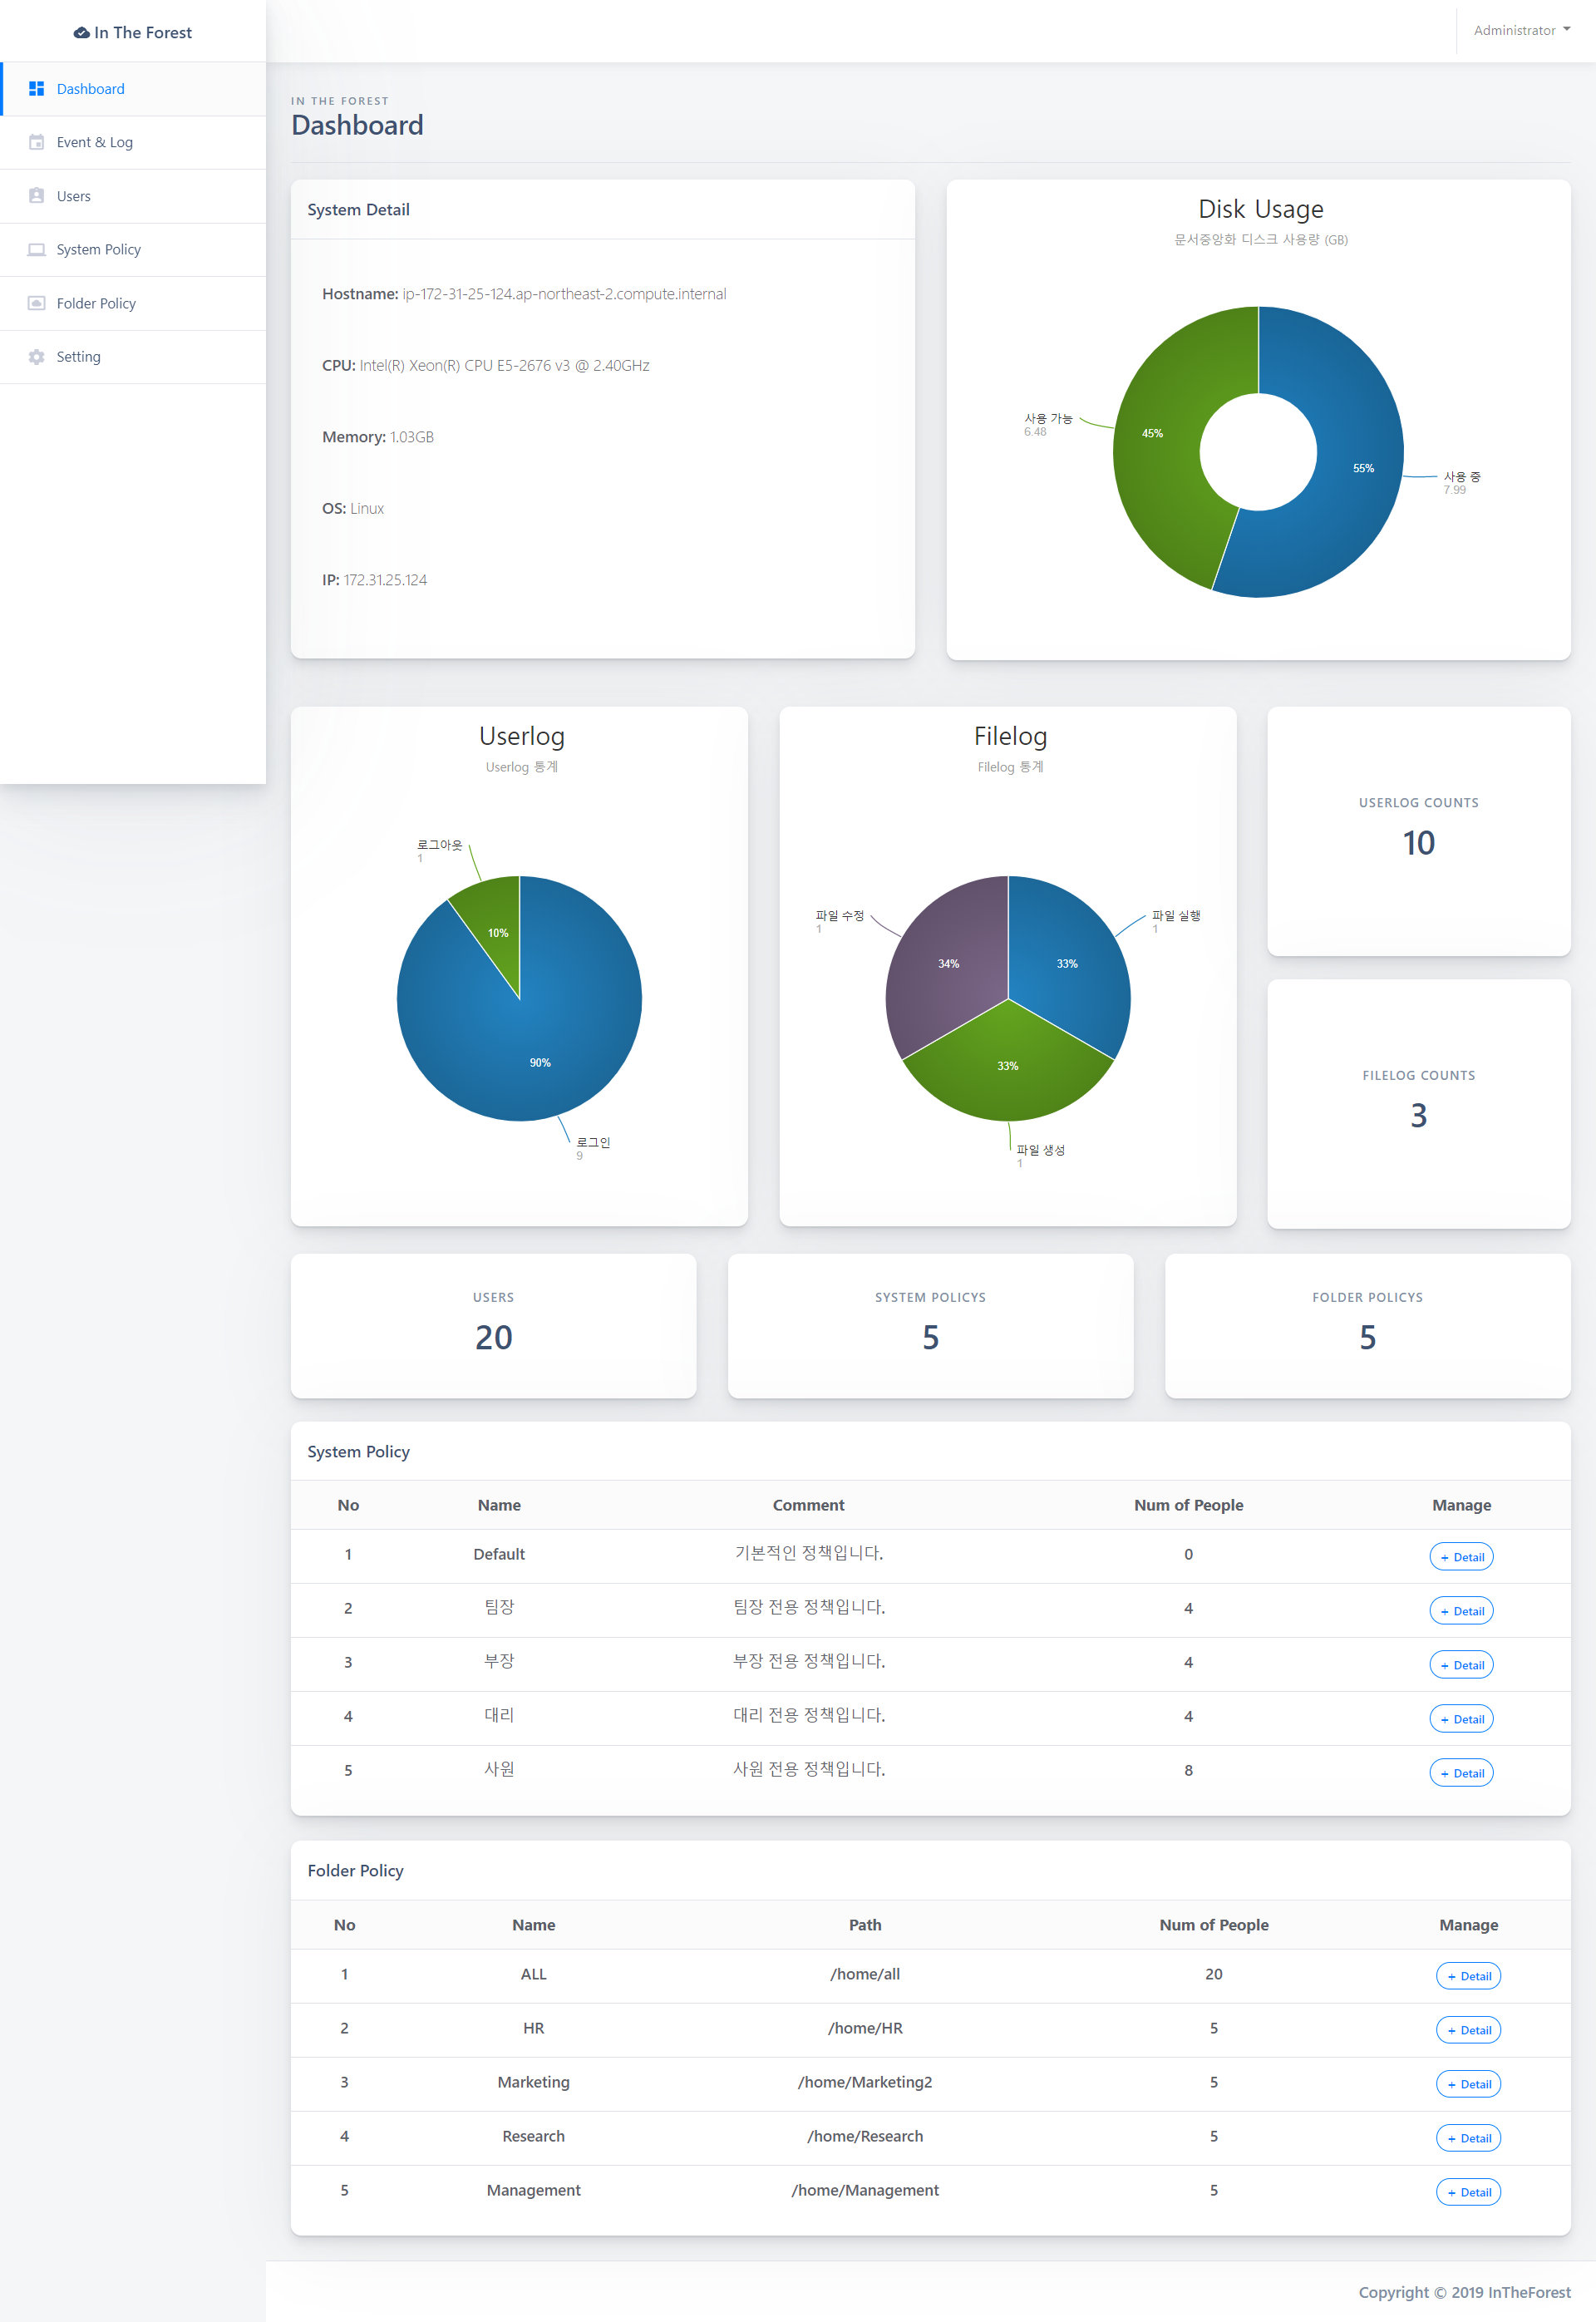 In The Forest
Administrator
Dashboard
Event & Log
Users
System Policy
Folder Policy
Setting
IN THE FOREST
Dashboard
System Detail
Hostname: ip-172-31-25-124.ap-northeast-2.compute.internal
CPU: Intel(R) Xeon(R) CPU E5-2676 v3 @ 2.40GHz
Memory: 1.03GB
OS: Linux
IP: 172.31.25.124
Disk Usage
문서중앙화 디스크 사용량 (GB)
사용 가능
6.48
45%
55%
사용 중
7.99
Userlog
Userlog 통계
로그아웃
1
10%
90%
로그인
9
Filelog
Filelog 통계
파일 수정
1
파일 실행
1
34%
33%
33%
파일 생성
1
USERLOG COUNTS
10
FILELOG COUNTS
3
USERS
20
SYSTEM POLICYS
5
FOLDER POLICYS
5
System Policy
No Name Comment Num of People Manage
1 Default 기본적인 정책입니다. 0 + Detail
2 팀장 팀장 전용 정책입니다. 4 + Detail
3 부장 부장 전용 정책입니다. 4 + Detail
4 대리 대리 전용 정책입니다. 4 + Detail
5 사원 사원 전용 정책입니다. 8 + Detail
Folder Policy
No Name Path Num of People Manage
1 ALL /home/all 20 + Detail
2 HR /home/HR 5 + Detail
3 Marketing /home/Marketing2 5 + Detail
4 Research /home/Research 5 + Detail
5 Management /home/Management 5 + Detail
Copyright © 2019 InTheForest